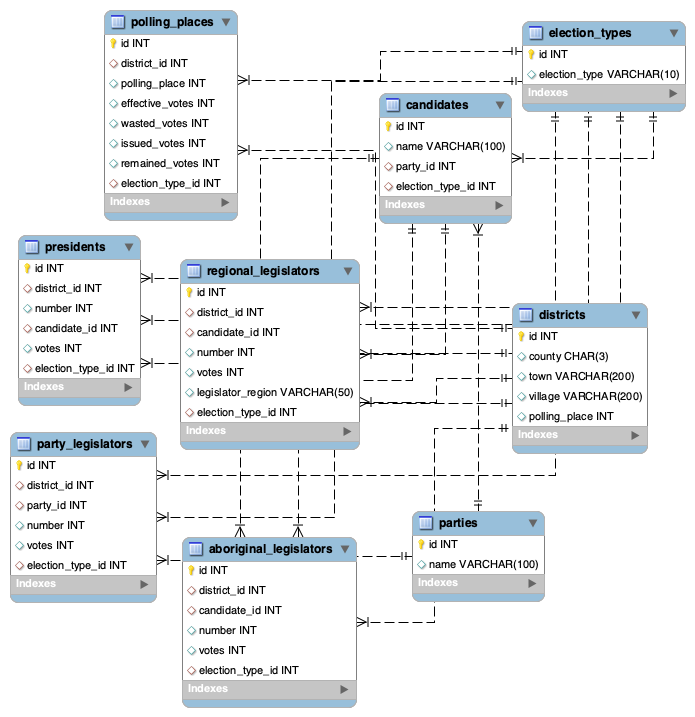 polling_places
id INT
district_id INT
polling_place INT
effective_votes INT
wasted_votes INT
issued_votes INT
remained_votes INT
election_type_id INT
Indexes
election_types
id INT
election_type VARCHAR(10)
Indexes
candidates
id INT
name VARCHAR(100)
party_id INT
election_type_id INT
Indexes
presidents
id INT
district_id INT
number INT
candidate_id INT
votes INT
election_type_id INT
Indexes
regional_legislators
id INT
district_id INT
candidate_id INT
number INT
votes INT
legislator_region VARCHAR(50)
election_type_id INT
Indexes
districts
id INT
county CHAR(3)
town VARCHAR(200)
village VARCHAR(200)
polling_place INT
Indexes
party_legislators
id INT
district_id INT
party_id INT
number INT
votes INT
election_type_id INT
Indexes
aboriginal_legislators
id INT
district_id INT
candidate_id INT
number INT
votes INT
election_type_id INT
Indexes
parties
id INT
name VARCHAR(100)
Indexes